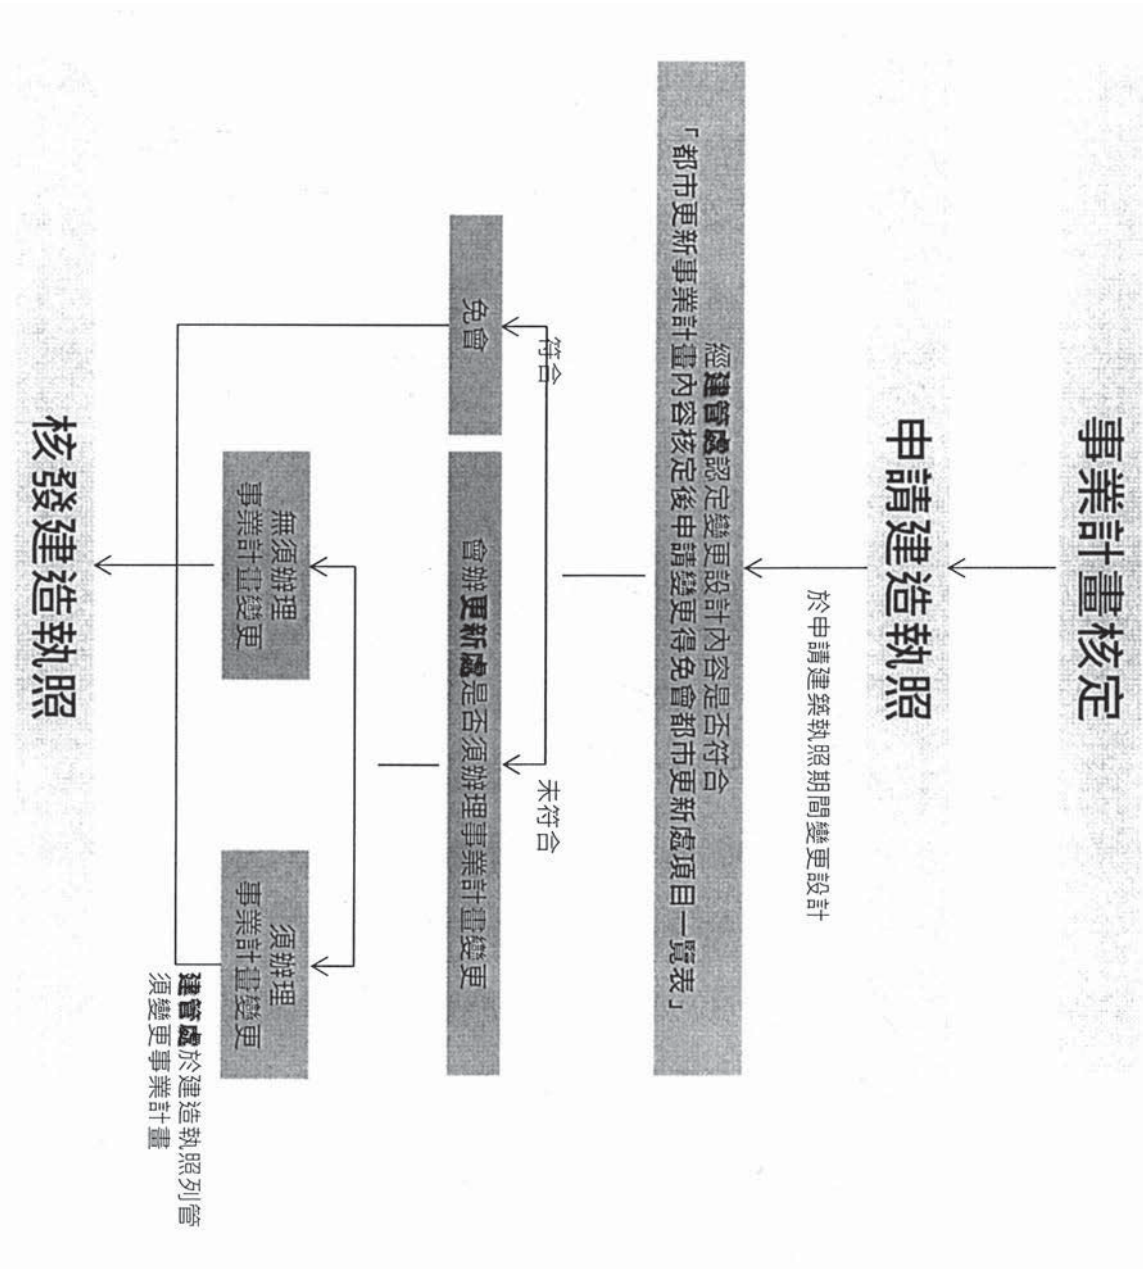 事業計畫核定
申請建造執照
於申請建築執照期間變更設計
經建管處認定變更設計內容是否符合
「都市更新事業計畫內容核定後申請變更得免會都市更新處項目一覽表」
符合
未符合
免會
會辦更新處是否須辦理事業計畫變更
無須辦理
事業計畫變更
須辦理
事業計畫變更
建管處於建造執照列管
須變更事業計畫
核發建造執照